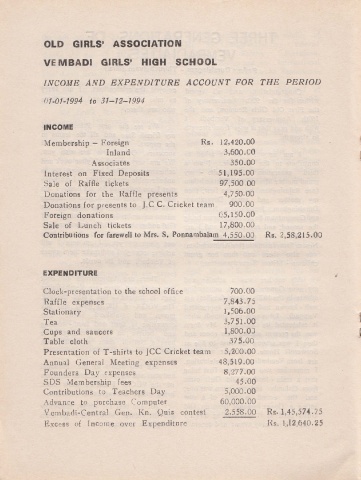 OLD GIRLS' ASSOCIATION
VEMBADI GIRLS' HIGH SCHOOL
INCOME AND EXPENDITURE ACCOUNT FOR THE PERIOD
01-01-1994 to 31-12-1994
INCOME
Membership – Foreign Rs. 12,420.00
Inland 3,600.00
Associates 350.00
Interest on Fixed Deposits 51,195.00
Sale of Raffle tickets 97,500 00
Donations for the Raffle presents 4,750.00
Donations for presents to J.C C. Cricket team 900.00
Foreign donations 65,150.00
Sale of Lunch tickets 17,800.00
Contributions for farewell to Mrs. S. Ponnambalam 4,550.00 Rs. 2,58,215.00
EXPENDITURE
Clock-presentation to the school office 700.00
Raffle expenses 7,843.75
Stationary 1,506.00
Tea 3,751.00
Cups and saucers 1,800.00
Table cloth 375.00
Presentation of T-shirts to JCC Cricket team 5,200.00
Annual General Meeting expenses 48,519.00
Founders Day expenses 8,277.00
SDS Membership fees 45.00
Contributions to Teachers Day 5,000.00
Advance to purchase Computer 60,000.00
Vembadi-Central Gen. Kn. Quiz contest 2,558.00 Rs. 1,45,574.75
Excess of Income over Expenditure Rs. 1,12,640.25